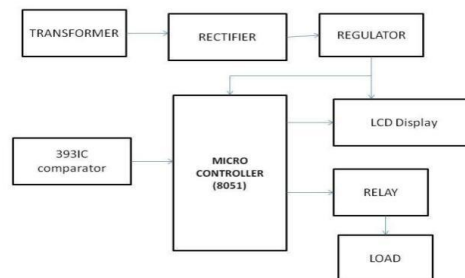 TRANSFORMER
RECTIFIER
REGULATOR
LCD Display
393IC
comparator
MICRO
CONTROLLER
(8051)
RELAY
LOAD